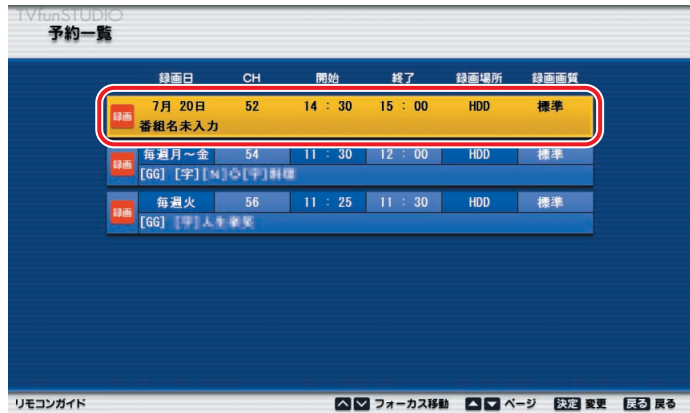 TVfunSTUDIO
予約一覧
録画日 CH 開始 終了 録画場所 録画画質
録画 7月 20日 52 14 : 30 15 : 00 HDD 標準
番組名未入力
録画 毎週月~金 54 11 : 30 12 : 00 HDD 標準
[GG] [字][N]
録画 毎週火 56 11 : 25 11 : 30 HDD 標準
[GG] [字]人生
リモコンガイド フォーカス移動 ページ 決定 変更 戻る 戻る